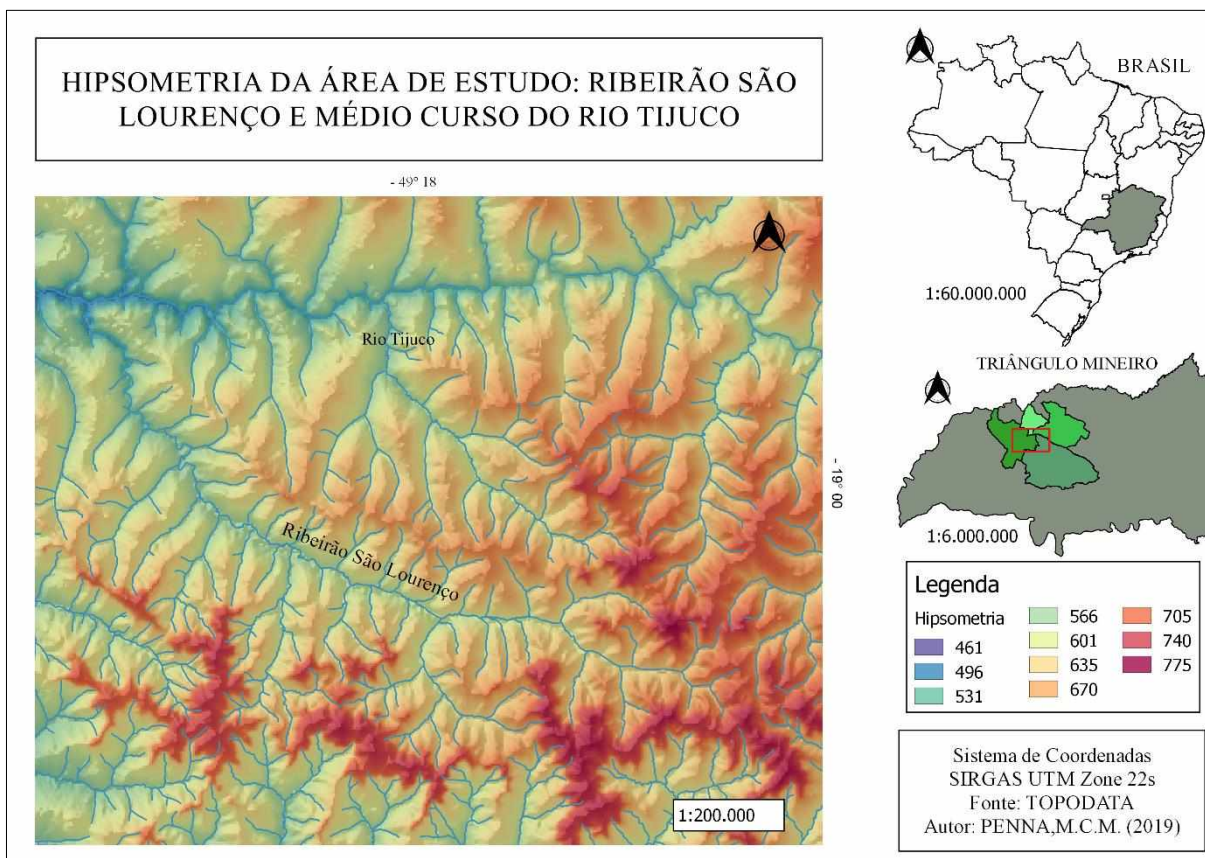 HIPSOMETRIA DA ÁREA DE ESTUDO: RIBEIRÃO SÃO
LOURENÇO E MÉDIO CURSO DO RIO TIJUCO
- 49° 18
Rio Tijuco
Ribeirão São Lourenço
- 19° 00
1:200.000
BRASIL
1:60.000.000
TRIÂNGULO MINEIRO
1:6.000.000
Legenda
Hipsometria
461
496
531
566
601
635
670
705
740
775
Sistema de Coordenadas
SIRGAS UTM Zone 22s
Fonte: TOPODATA
Autor: PENNA,M.C.M. (2019)